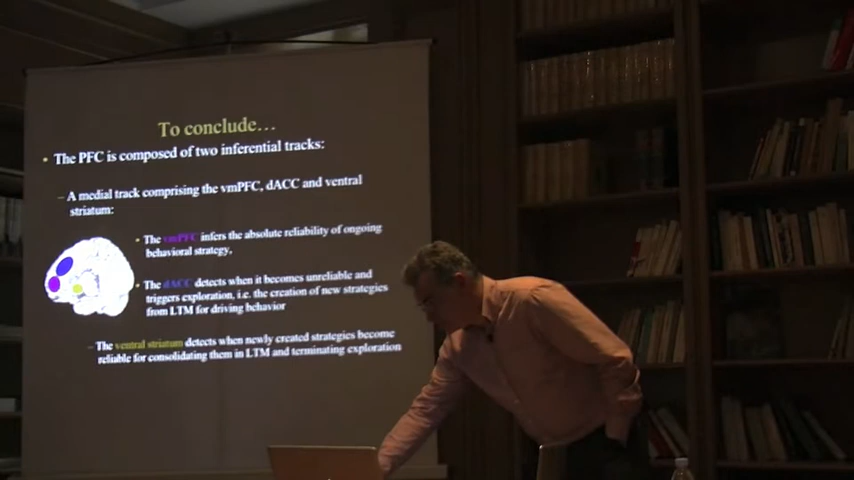 To conclude…
• The PFC is composed of two inferential tracks:
– A medial track comprising the vmPFC, dACC and ventral
striatum:
• The vmPFC infers the absolute reliability of ongoing
behavioral strategy,
• The dACC detects when it becomes unreliable and
triggers exploration, i.e. the creation of new strategies
from LTM for driving behavior
– The ventral striatum detects when newly created strategies become
reliable for consolidating them in LTM and terminating exploration